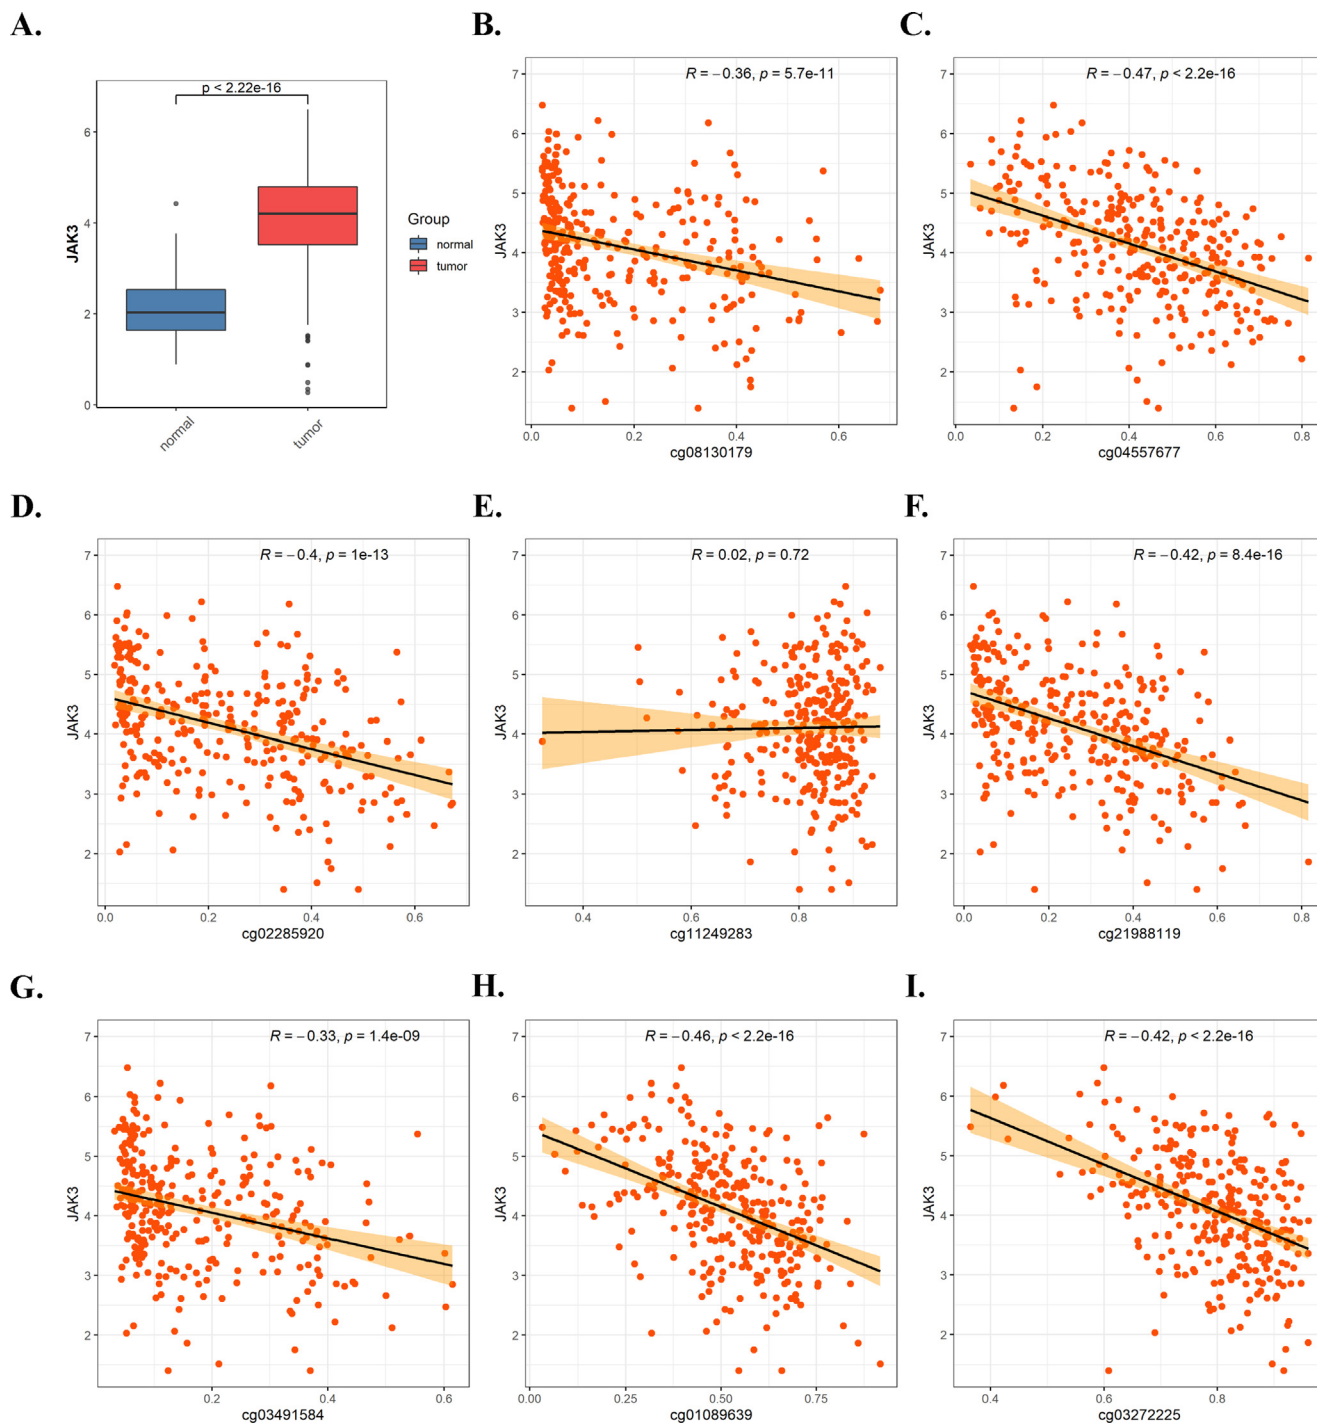 A.
p < 2.22e-16
JAK3
6
4
2
0
normal
tumor
Group
normal
tumor
B.
R = −0.36, p = 5.7e-11
JAK3
7
6
5
4
3
2
0.0 0.2 0.4 0.6
cg08130179
C.
R = −0.47, p < 2.2e-16
JAK3
7
6
5
4
3
2
0.0 0.2 0.4 0.6 0.8
cg04557677
D.
R = −0.4, p = 1e-13
JAK3
7
6
5
4
3
2
0.0 0.2 0.4 0.6
cg02285920
E.
R = 0.02, p = 0.72
JAK3
7
6
5
4
3
2
0.4 0.6 0.8
cg11249283
F.
R = −0.42, p = 8.4e-16
JAK3
7
6
5
4
3
2
0.0 0.2 0.4 0.6 0.8
cg21988119
G.
R = −0.33, p = 1.4e-09
JAK3
7
6
5
4
3
2
0.2 0.4 0.6
cg03491584
H.
R = −0.46, p < 2.2e-16
JAK3
7
6
5
4
3
2
0.00 0.25 0.50 0.75
cg01089639
I.
R = −0.42, p < 2.2e-16
JAK3
7
6
5
4
3
2
0.4 0.6 0.8
cg03272225